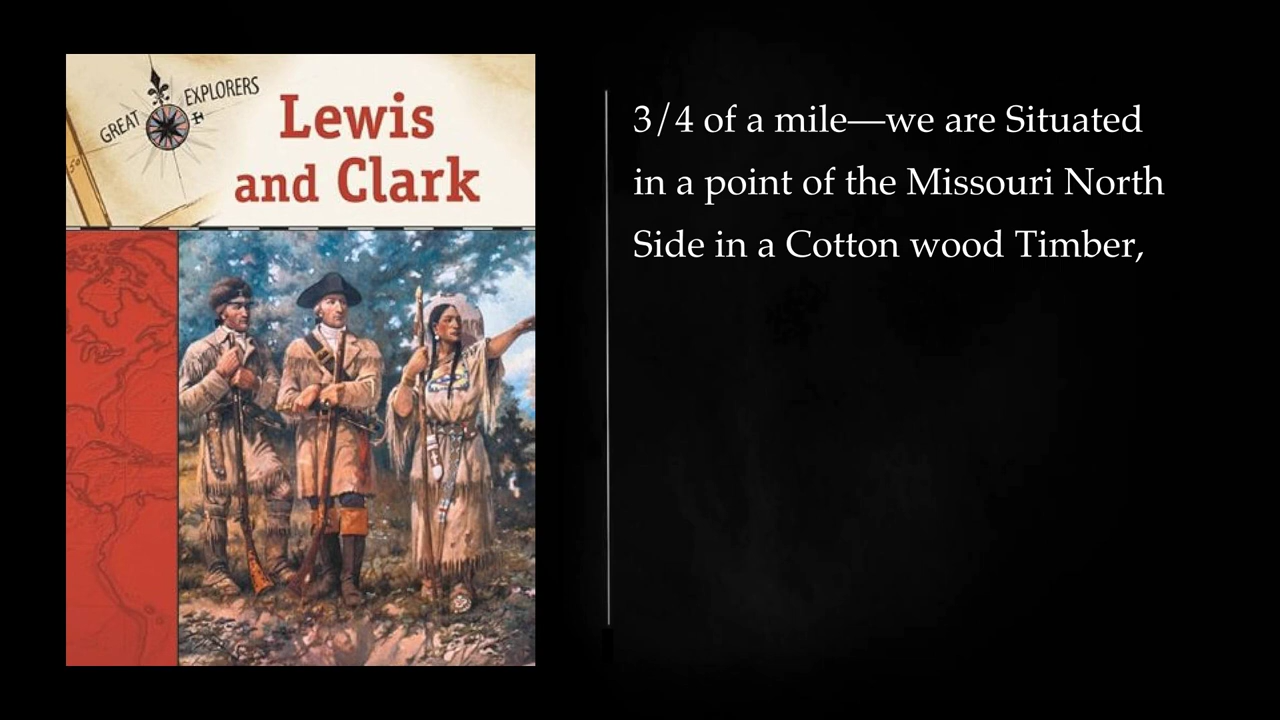 GREAT EXPLORERS
Lewis
and Clark
50
3/4 of a mile—we are Situated
in a point of the Missouri North
Side in a Cotton wood Timber,